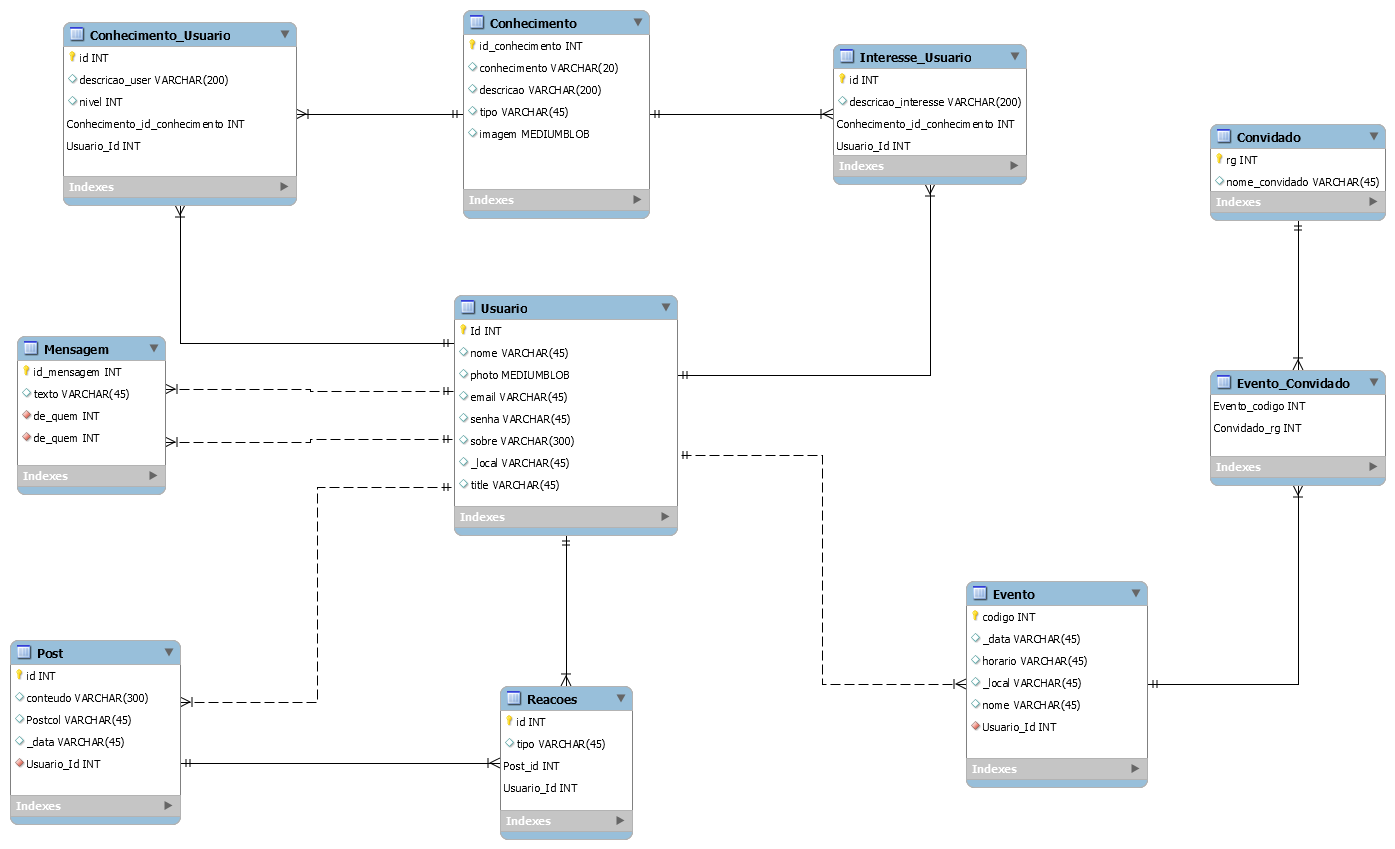 Conhecimento_Usuario
id INT
descricao_user VARCHAR(200)
nivel INT
Conhecimento_id_conhecimento INT
Usuario_Id INT
Indexes
Conhecimento
id_conhecimento INT
conhecimento VARCHAR(20)
descricao VARCHAR(200)
tipo VARCHAR(45)
imagem MEDIUMBLOB
Indexes
Interesse_Usuario
id INT
descricao_interesse VARCHAR(200)
Conhecimento_id_conhecimento INT
Usuario_Id INT
Indexes
Convidado
rg INT
nome_convidado VARCHAR(45)
Indexes
Usuario
Id INT
nome VARCHAR(45)
photo MEDIUMBLOB
email VARCHAR(45)
senha VARCHAR(45)
sobre VARCHAR(300)
_local VARCHAR(45)
title VARCHAR(45)
Indexes
Mensagem
id_mensagem INT
texto VARCHAR(45)
de_quem INT
de_quem INT
Indexes
Evento_Convidado
Evento_codigo INT
Convidado_rg INT
Indexes
Evento
codigo INT
_data VARCHAR(45)
horario VARCHAR(45)
_local VARCHAR(45)
nome VARCHAR(45)
Usuario_Id INT
Indexes
Post
id INT
conteudo VARCHAR(300)
Postcol VARCHAR(45)
_data VARCHAR(45)
Usuario_Id INT
Indexes
Reacoes
id INT
tipo VARCHAR(45)
Post_id INT
Usuario_Id INT
Indexes